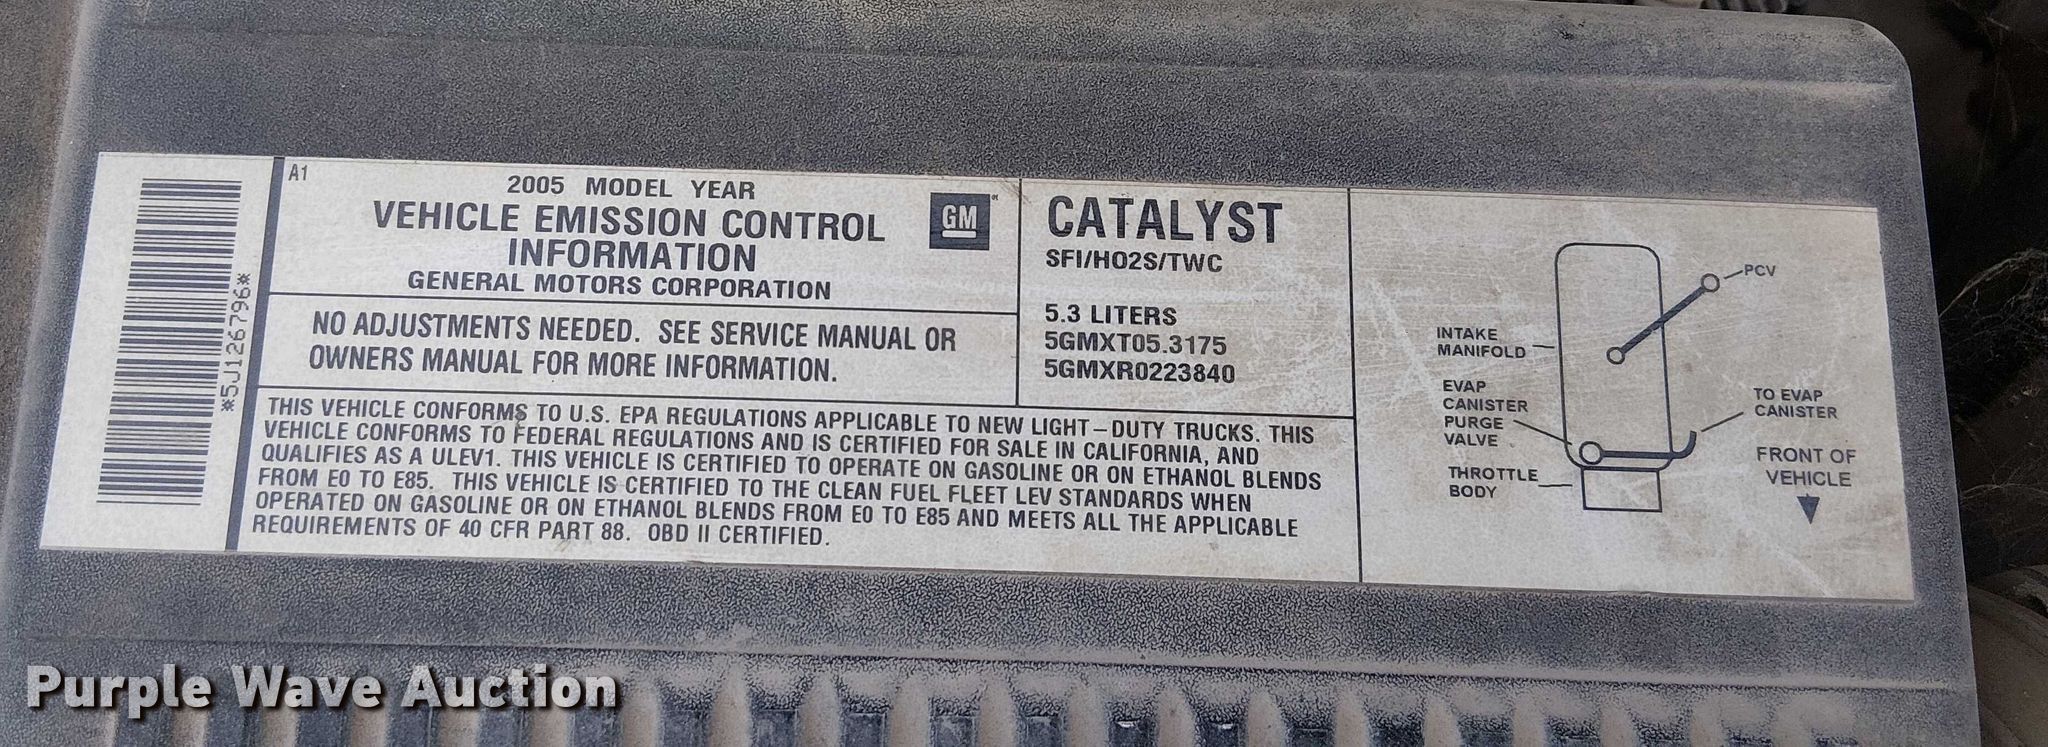 A1
2005 MODEL YEAR
VEHICLE EMISSION CONTROL
INFORMATION
GENERAL MOTORS CORPORATION
GM
NO ADJUSTMENTS NEEDED. SEE SERVICE MANUAL OR
OWNERS MANUAL FOR MORE INFORMATION.
CATALYST
SFI/HO2S/TWC
5.3 LITERS
5GMXT05.3175
5GMXR0223840
THIS VEHICLE CONFORMS TO U.S. EPA REGULATIONS APPLICABLE TO NEW LIGHT-DUTY TRUCKS. THIS
VEHICLE CONFORMS TO FEDERAL REGULATIONS AND IS CERTIFIED FOR SALE IN CALIFORNIA, AND
QUALIFIES AS A ULEV1. THIS VEHICLE IS CERTIFIED TO OPERATE ON GASOLINE OR ON ETHANOL BLENDS
FROM E0 TO E85. THIS VEHICLE IS CERTIFIED TO THE CLEAN FUEL FLEET LEV STANDARDS WHEN
OPERATED ON GASOLINE OR ON ETHANOL BLENDS FROM E0 TO E85 AND MEETS ALL THE APPLICABLE
REQUIREMENTS OF 40 CFR PART 88. OBD II CERTIFIED.
*5J126796*
PCV
INTAKE
MANIFOLD
EVAP
CANISTER
PURGE
VALVE
THROTTLE
BODY
TO EVAP
CANISTER
FRONT OF
VEHICLE
Purple Wave Auction